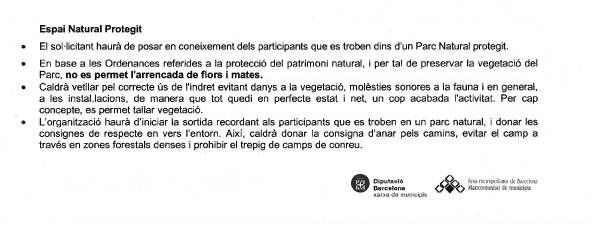 Espai Natural Protegit
• El sol·licitant haurà de posar en coneixement dels participants que es troben dins d'un Parc Natural protegit.
• En base a les Ordenances referides a la protecció del patrimoni natural, i per tal de preservar la vegetació del
Parc, no es permet l'arrencada de flors i mates.
• Caldrà vetllar pel correcte ús de l'indret evitant danys a la vegetació, molèsties sonores a la fauna i en general,
a les instal.lacions, de manera que tot quedi en perfecte estat i net, un cop acabada l'activitat. Per cap
concepte, es permet tallar vegetació.
• L'organització haurà d'iniciar la sortida recordant als participants que es troben en un parc natural, i donar les
consignes de respecte en vers l'entorn. Així, caldrà donar la consigna d'anar pels camins, evitar el camp a
través en zones forestals denses i prohibir el trepig de camps de conreu.
Diputació
Barcelona
xarxa de municipis
Àrea metropolitana de Barcelona
Mancomunitat de municipis